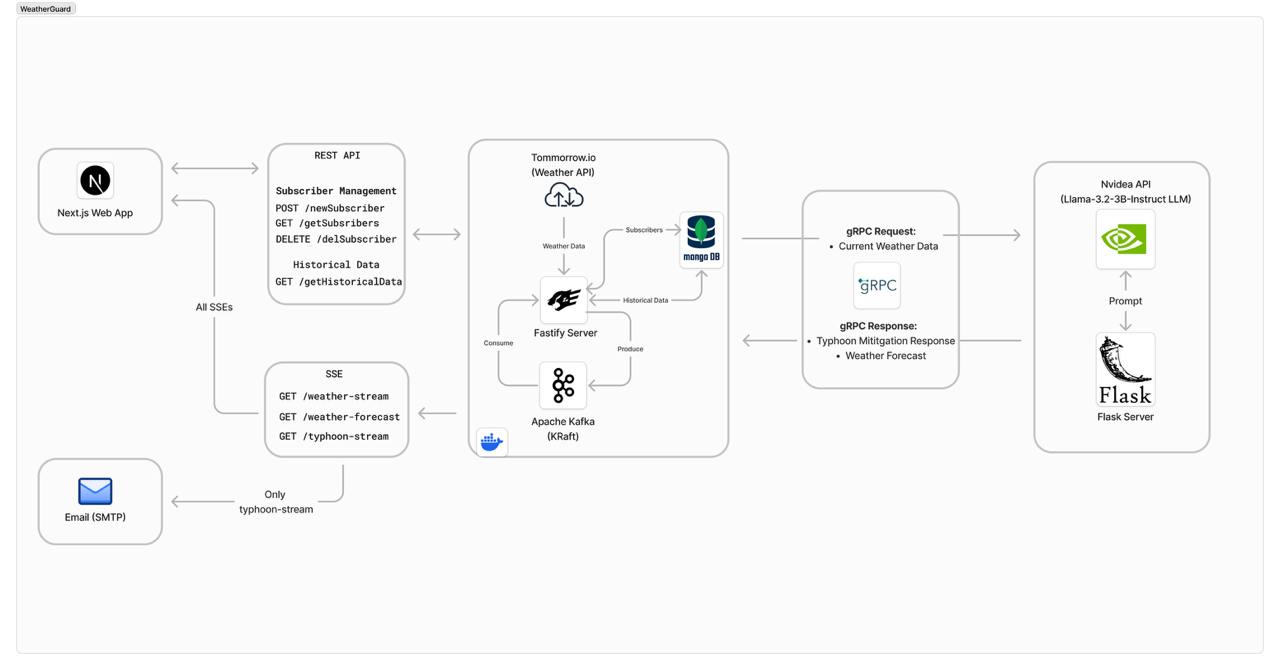 WeatherGuard
Next.js Web App
REST API
Subscriber Management
POST /newSubscriber
GET /getSubsribers
DELETE /delSubscriber
Historical Data
GET /getHistoricalData
All SSEs
SSE
GET /weather-stream
GET /weather-forecast
GET /typhoon-stream
Only
typhoon-stream
Email (SMTP)
Tommorrow.io
(Weather API)
Weather Data
Subscribers
mongo DB
Historical Data
Fastify Server
Consume
Produce
Apache Kafka
(KRaft)
gRPC Request:
• Current Weather Data
gRPC
gRPC Response:
• Typhoon Mititgation Response
• Weather Forecast
Nvidea API
(Llama-3.2-3B-Instruct LLM)
Prompt
Flask
Flask Server